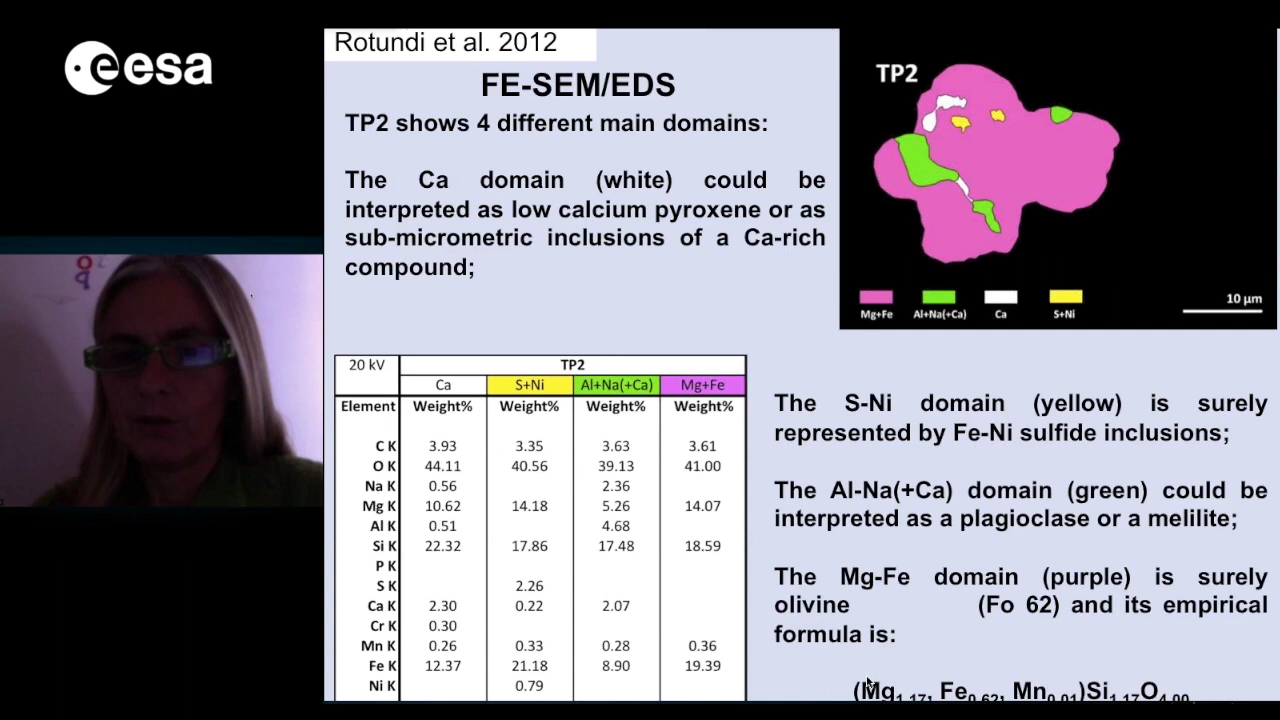 esa
Rotundi et al. 2012
FE-SEM/EDS
TP2 shows 4 different main domains:
The Ca domain (white) could be
interpreted as low calcium pyroxene or as
sub-micrometric inclusions of a Ca-rich
compound;
TP2
Mg+Fe Al+Na(+Ca) Ca S+Ni
10 µm
20 kV TP2
Ca S+Ni Al+Na(+Ca) Mg+Fe
Element Weight% Weight% Weight% Weight%
C K 3.93 3.35 3.63 3.61
O K 44.11 40.56 39.13 41.00
Na K 0.56 2.36
Mg K 10.62 14.18 5.26 14.07
Al K 0.51 4.68
Si K 22.32 17.86 17.48 18.59
P K
S K 2.26
Ca K 2.30 0.22 2.07
Cr K 0.30
Mn K 0.26 0.33 0.28 0.36
Fe K 12.37 21.18 8.90 19.39
Ni K 0.79
The S-Ni domain (yellow) is surely
represented by Fe-Ni sulfide inclusions;
The Al-Na(+Ca) domain (green) could be
interpreted as a plagioclase or a melilite;
The Mg-Fe domain (purple) is surely
olivine (Fo 62) and its empirical
formula is:
(Mg1.17, Fe0.62, Mn0.01)Si1.17O4.00